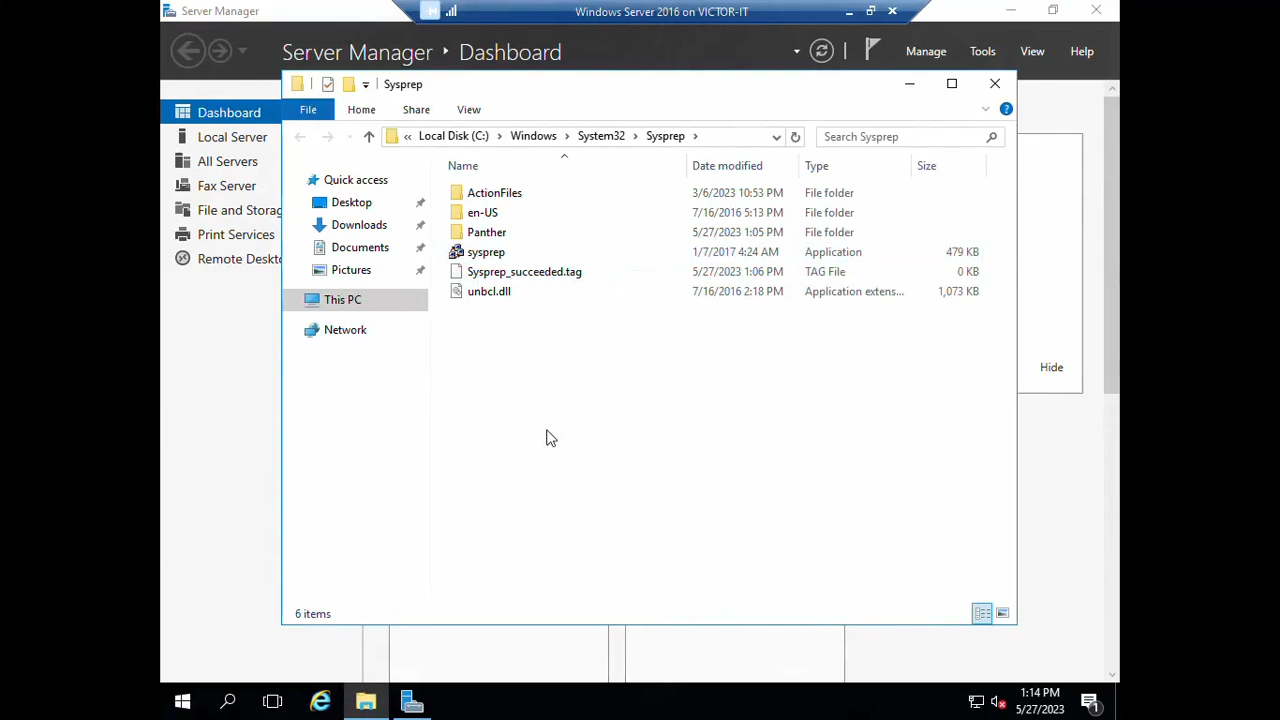 Server Manager
Windows Server 2016 on VICTOR-IT
Server Manager ‣ Dashboard
Manage Tools View Help
Sysprep
File Home Share View
« Local Disk (C:) › Windows › System32 › Sysprep ›
Search Sysprep
Dashboard
Local Server
All Servers
Fax Server
File and Storag
Print Services
Remote Deskto
Quick access
Desktop
Downloads
Documents
Pictures
This PC
Network
Name Date modified Type Size
ActionFiles 3/6/2023 10:53 PM File folder
en-US 7/16/2016 5:13 PM File folder
Panther 5/27/2023 1:05 PM File folder
sysprep 1/7/2017 4:24 AM Application 479 KB
Sysprep_succeeded.tag 5/27/2023 1:06 PM TAG File 0 KB
unbcl.dll 7/16/2016 2:18 PM Application extens... 1,073 KB
Hide
6 items
1:14 PM
5/27/2023
1